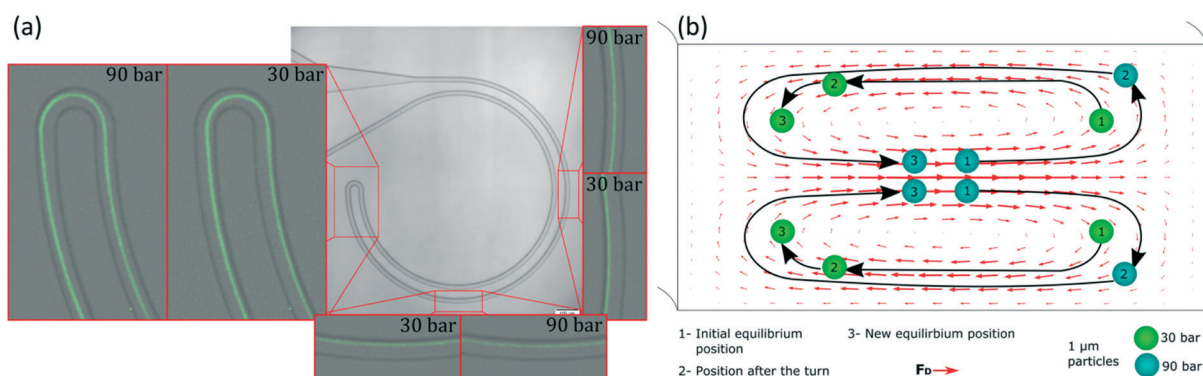 (a)
90 bar
30 bar
90 bar
30 bar
30 bar
90 bar
(b)
2
2
3
1
3
1
3
1
3
1
2
2
1- Initial equilibrium
position
3- New equilirbium position
2- Position after the turn
FD
1 µm
particles
30 bar
90 bar